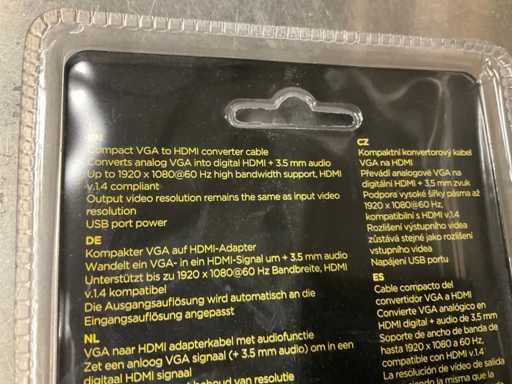 Compact VGA to HDMI converter cable
Converts analog VGA into digital HDMI + 3.5 mm audio
Up to 1920 x 1080@60 Hz high bandwidth support, HDMI
v.1.4 compliant
Output video resolution remains the same as input video
resolution
USB port power
DE
Kompakter VGA auf HDMI-Adapter
Wandelt ein VGA- in ein HDMI-Signal um + 3.5 mm audio
Unterstützt bis zu 1920 x 1080@60 Hz Bandbreite, HDMI
v.1.4 kompatibel
Die Ausgangsauflösung wird automatisch an die
Eingangsauflösung angepasst
NL
VGA naar HDMI adapterkabel met audiofunctie
Zet een anloog VGA signaal (+ 3.5 mm audio) om in een
digitaal HDMI signaal
behoud van resolutie
CZ
Kompaktní konvertorový kabel
VGA na HDMI
Převádí analogové VGA na
digitální HDMI + 3,5 mm zvuk
Podpora vysoké šířky pásma až
1920 x 1080@60 Hz,
kompatibilní s HDMI v.1.4
Rozlišení výstupního videa
zůstává stejné jako rozlišení
vstupního videa
Napájení USB portu
ES
Cable compacto del
convertidor VGA a HDMI
Convierte VGA analógico en
HDMI digital + audio de 3,5 mm
Soporte de ancho de banda de
hasta 1920 x 1080 a 60 Hz,
compatible con HDMI v.1.4
La resolución de vídeo de salida
es la misma que la